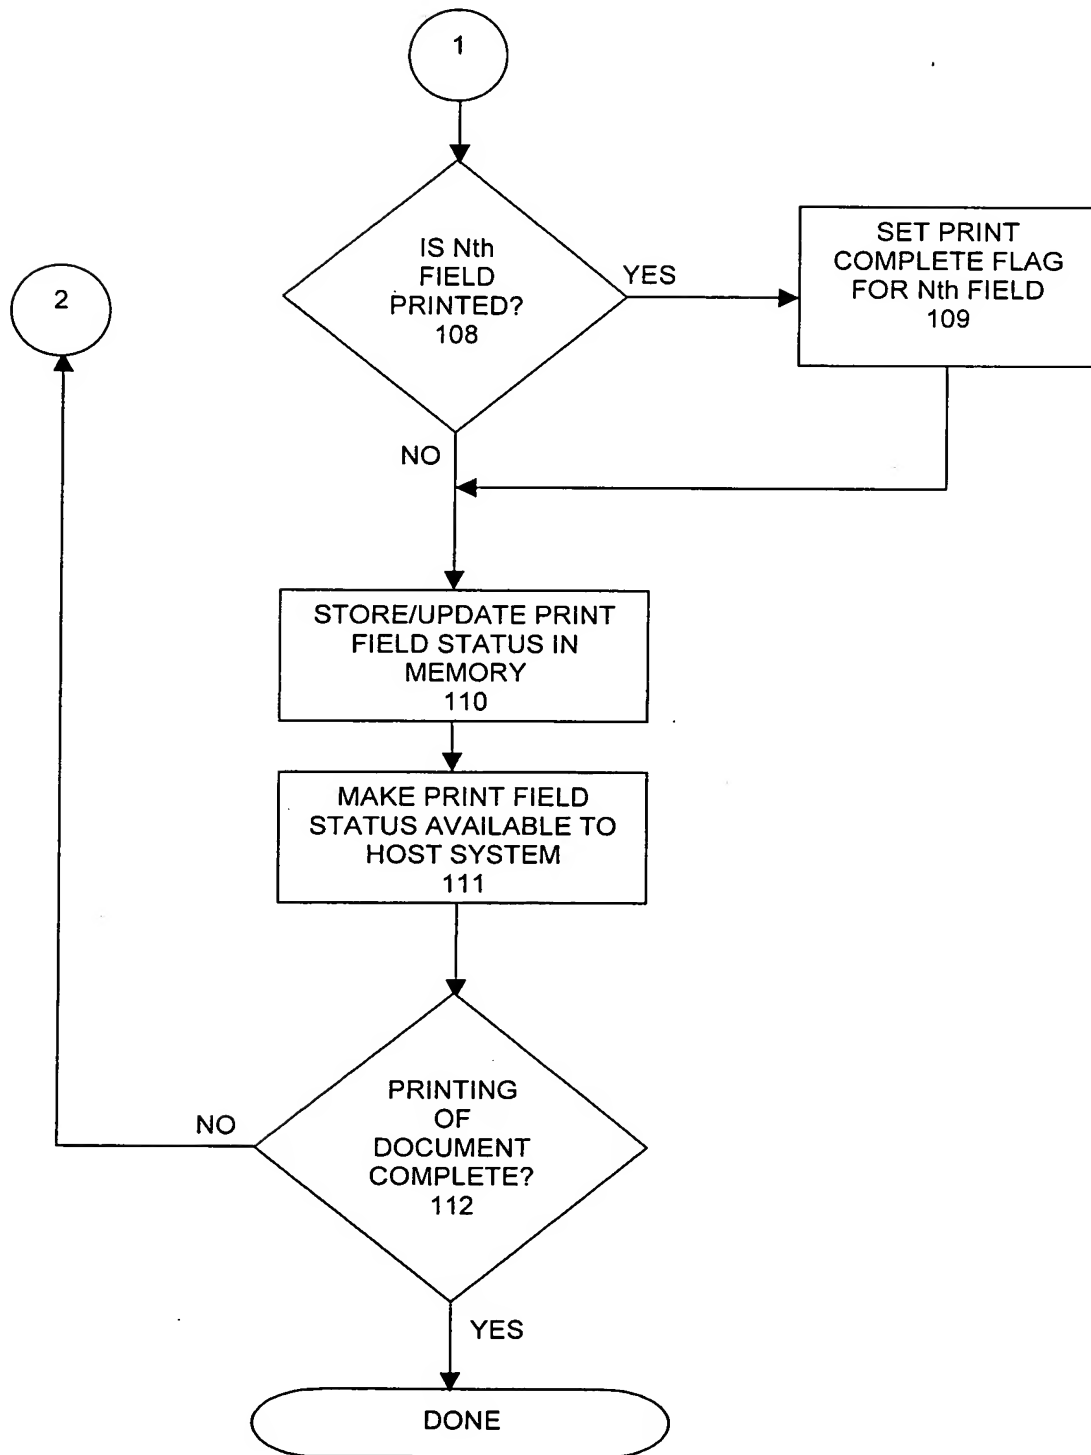 1
IS Nth
FIELD
PRINTED?
108
YES
SET PRINT
COMPLETE FLAG
FOR Nth FIELD
109
2
NO
STORE/UPDATE PRINT
FIELD STATUS IN
MEMORY
110
MAKE PRINT FIELD
STATUS AVAILABLE TO
HOST SYSTEM
111
PRINTING
OF
DOCUMENT
COMPLETE?
112
NO
YES
DONE